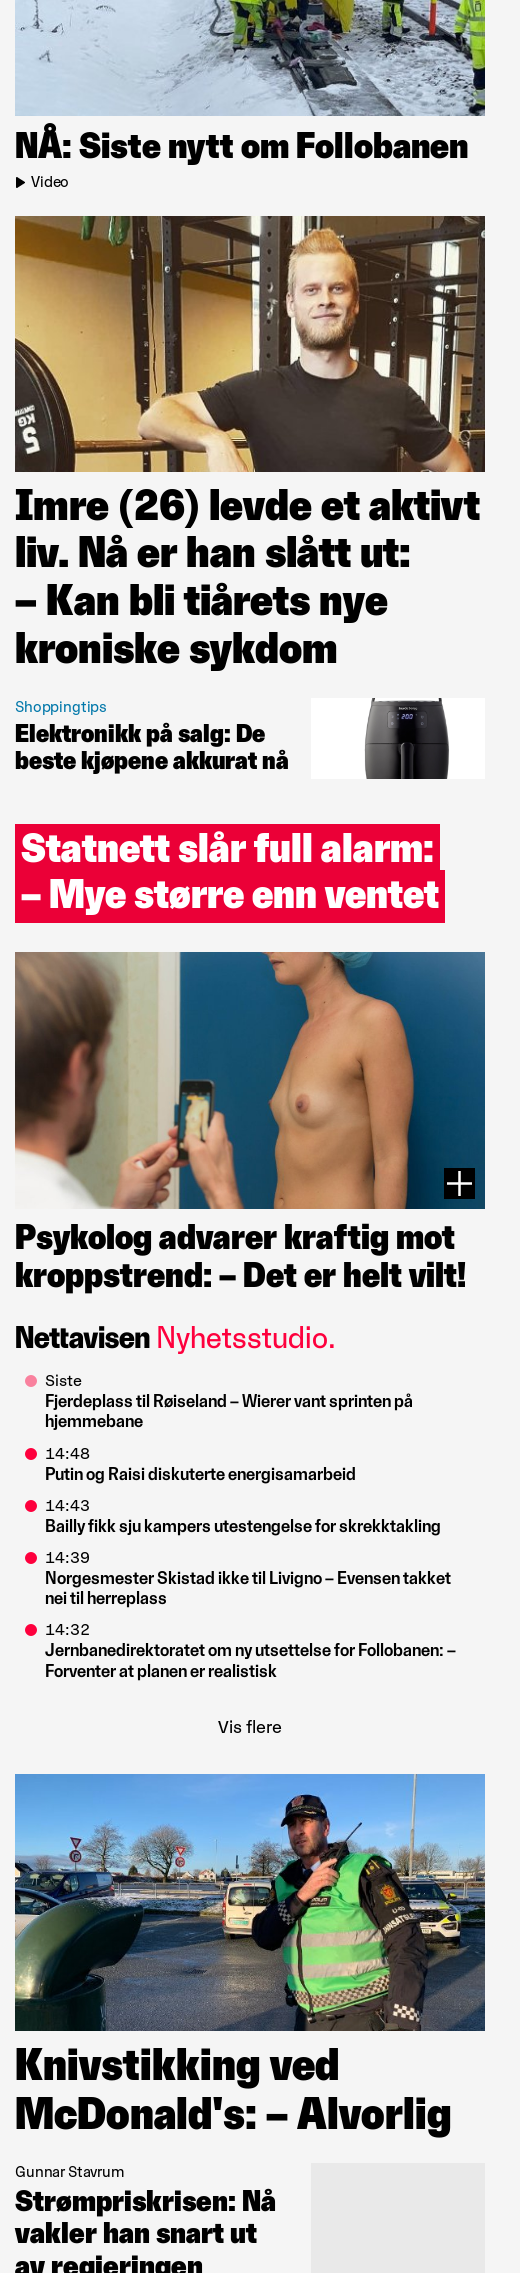 NÅ: Siste nytt om Follobanen
Video
5
KG
Imre (26) levde et aktivt
liv. Nå er han slått ut:
– Kan bli tiårets nye
kroniske sykdom
Shoppingtips
Elektronikk på salg: De
beste kjøpene akkurat nå
200
Statnett slår full alarm:
– Mye større enn ventet
Psykolog advarer kraftig mot
kroppstrend: – Det er helt vilt!
Nettavisen Nyhetsstudio.
Siste
Fjerdeplass til Røiseland – Wierer vant sprinten på
hjemmebane
14:48
Putin og Raisi diskuterte energisamarbeid
14:43
Bailly fikk sju kampers utestengelse for skrekktakling
14:39
Norgesmester Skistad ikke til Livigno – Evensen takket
nei til herreplass
14:32
Jernbanedirektoratet om ny utsettelse for Follobanen: –
Forventer at planen er realistisk
Vis flere
Knivstikking ved
McDonald's: – Alvorlig
Gunnar Stavrum
Strømpriskrisen: Nå
vakler han snart ut
av regjeringen